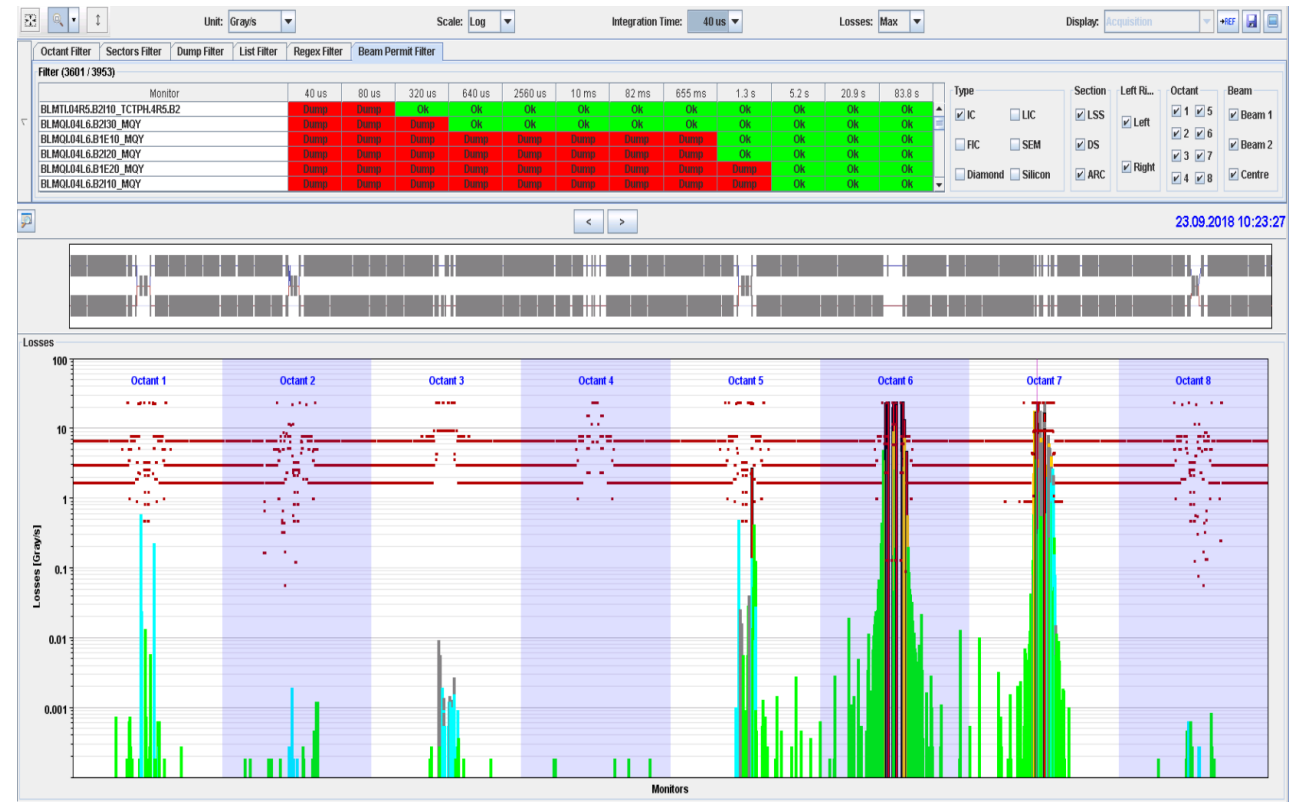 Unit: Gray/s Scale: Log Integration Time: 40 us Losses: Max Display: Acquisition →REF
Octant Filter Sectors Filter Dump Filter List Filter Regex Filter Beam Permit Filter
Filter (3601 / 3953)
Monitor 40 us 80 us 320 us 640 us 2560 us 10 ms 82 ms 655 ms 1.3 s 5.2 s 20.9 s 83.8 s
BLMTI.04R5.B2I10_TCTPH.4R5.B2 Dump Dump Ok Ok Ok Ok Ok Ok Ok Ok Ok Ok
BLMQI.04L6.B2I30_MQY Dump Dump Dump Ok Ok Ok Ok Ok Ok Ok Ok Ok
BLMQI.04L6.B1E10_MQY Dump Dump Dump Dump Dump Dump Dump Dump Ok Ok Ok Ok
BLMQI.04L6.B2I20_MQY Dump Dump Dump Dump Dump Dump Dump Dump Ok Ok Ok Ok
BLMQI.04L6.B1E20_MQY Dump Dump Dump Dump Dump Dump Dump Dump Dump Ok Ok Ok
BLMQI.04L6.B2I10_MQY Dump Dump Dump Dump Dump Dump Dump Dump Dump Ok Ok Ok
Type Section Left Ri... Octant Beam
IC LIC LSS Left 1 5 Beam 1
FIC SEM DS 2 6 Beam 2
Diamond Silicon ARC Right 3 7 Centre
4 8
< > 23.09.2018 10:23:27
Losses
Octant 1 Octant 2 Octant 3 Octant 4 Octant 5 Octant 6 Octant 7 Octant 8
100
10
1
0.1
0.01
0.001
Losses [Gray/s]
Monitors